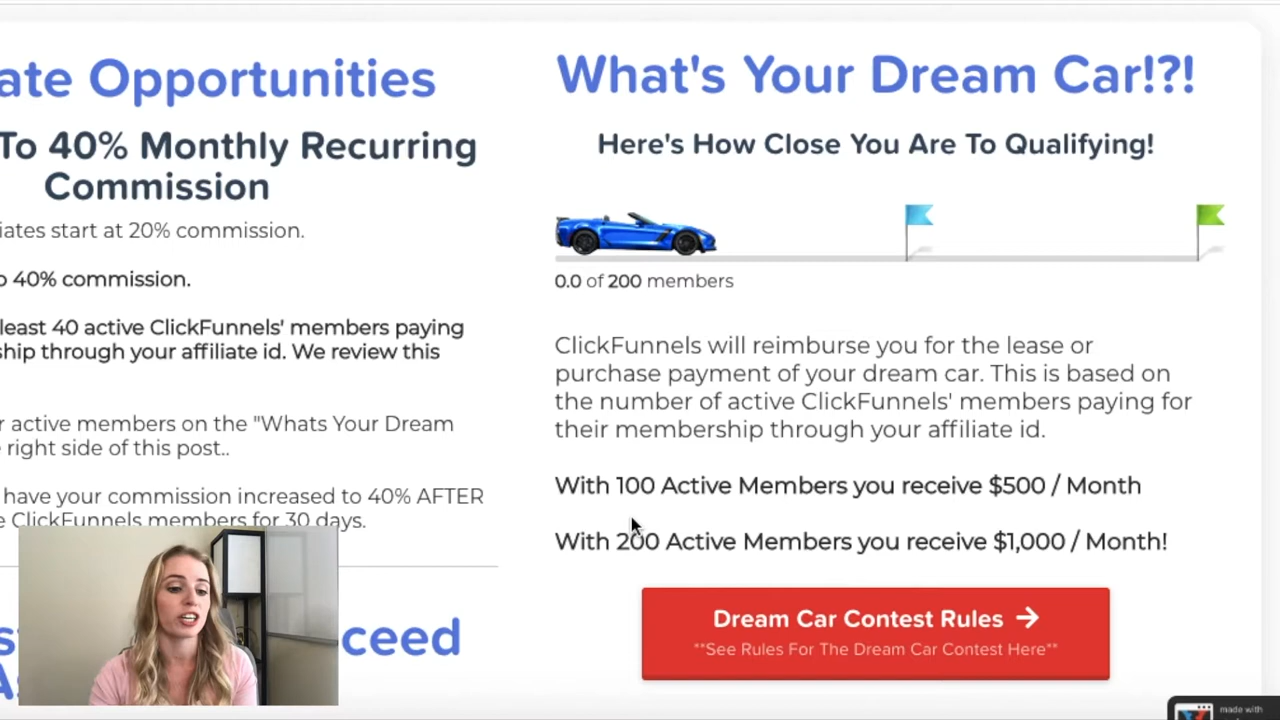 ate Opportunities
To 40% Monthly Recurring
Commission
iates start at 20% commission.
o 40% commission.
least 40 active ClickFunnels' members paying
ship through your affiliate id. We review this
r active members on the "Whats Your Dream
right side of this post..
have your commission increased to 40% AFTER
e ClickFunnels members for 30 days.
ceed
What's Your Dream Car!?!
Here's How Close You Are To Qualifying!
0.0 of 200 members
ClickFunnels will reimburse you for the lease or
purchase payment of your dream car. This is based on
the number of active ClickFunnels' members paying for
their membership through your affiliate id.
With 100 Active Members you receive $500 / Month
With 200 Active Members you receive $1,000 / Month!
Dream Car Contest Rules →
**See Rules For The Dream Car Contest Here**
made with